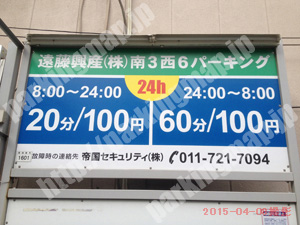 遠藤興産(株)南3西6パーキング
24h
8:00～24:00
24:00～8:00
20分/100円
60分/100円
1601
故障時の連絡先 帝国セキュリティ(株) 011-721-7094
parkingmap.jp